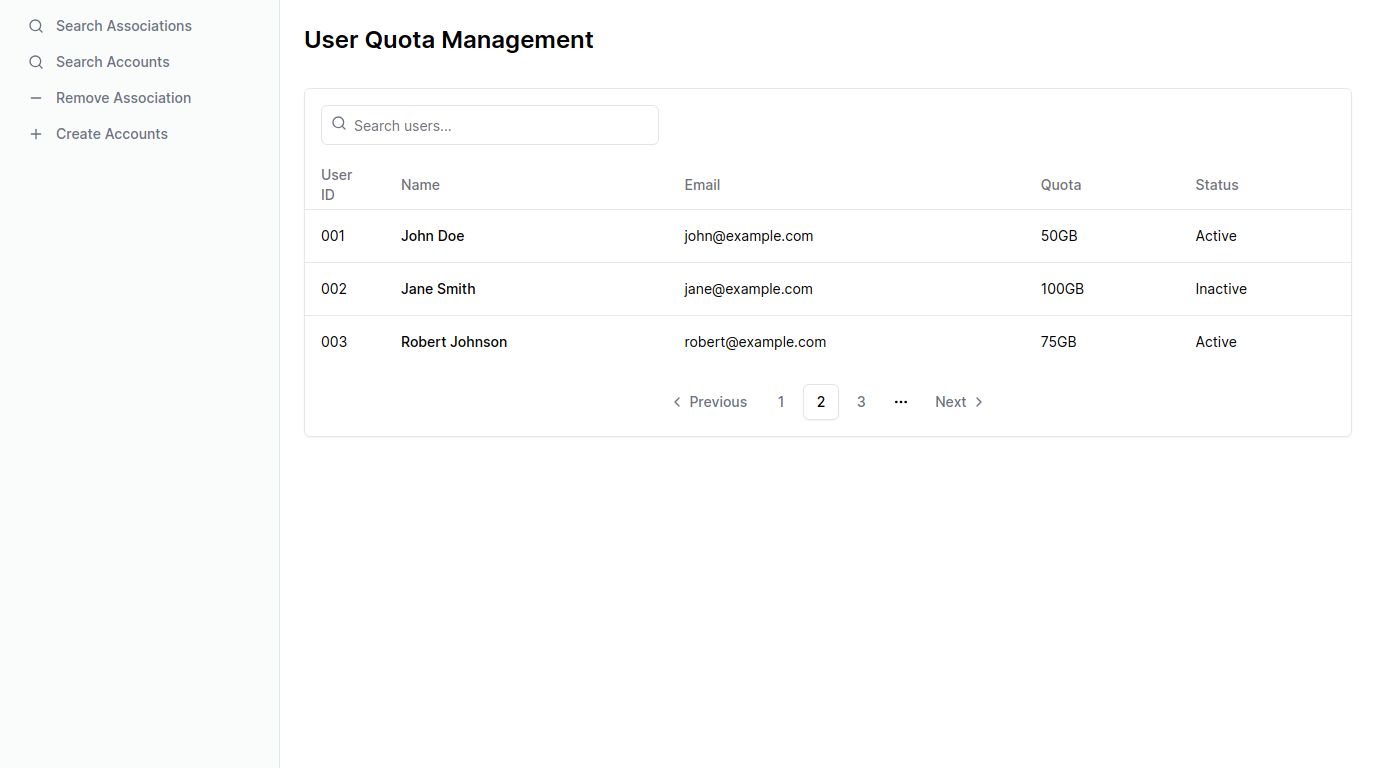 Search Associations
Search Accounts
Remove Association
Create Accounts
User Quota Management
Search users...
User ID Name Email Quota Status
001 John Doe john@example.com 50GB Active
002 Jane Smith jane@example.com 100GB Inactive
003 Robert Johnson robert@example.com 75GB Active
Previous 1 2 3 ... Next